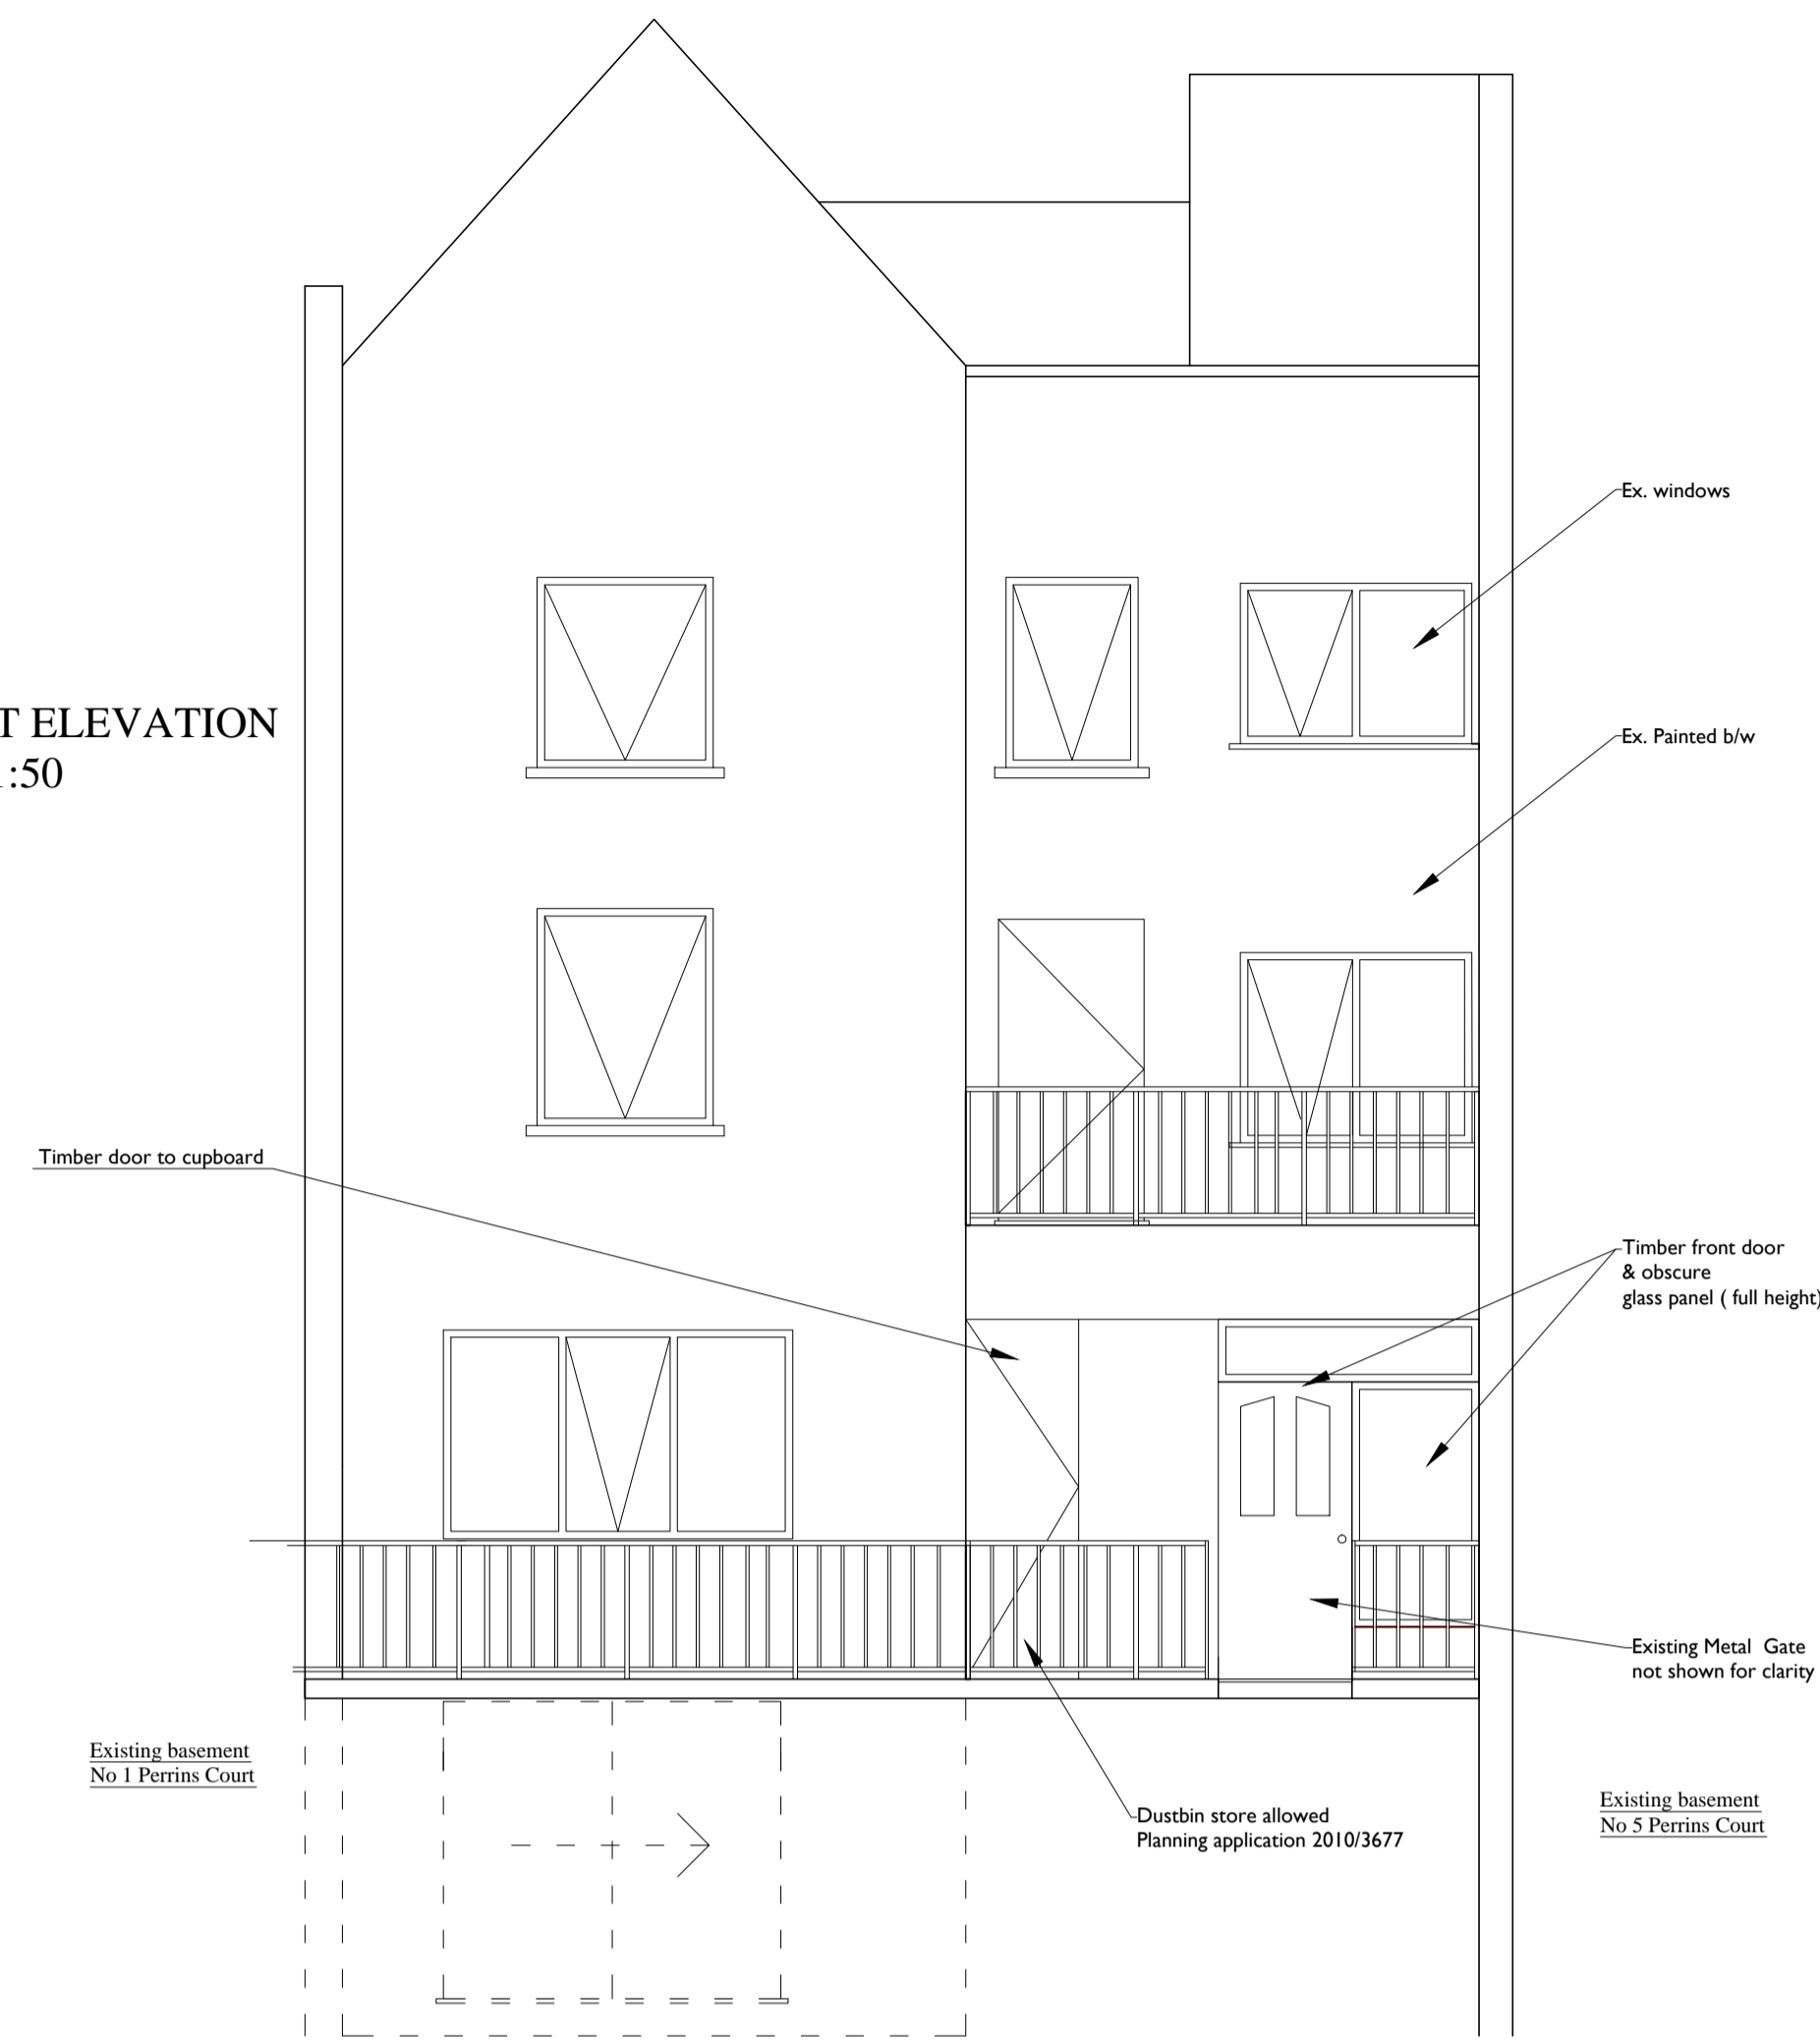 Ex. windows
T ELEVATION
:50
Ex. Painted b/w
Timber door to cupboard
Timber front door
& obscure
glass panel ( full height)
Existing Metal Gate
not shown for clarity
Existing basement
No 1 Perrins Court
Dustbin store allowed
Planning application 2010/3677
Existing basement
No 5 Perrins Court